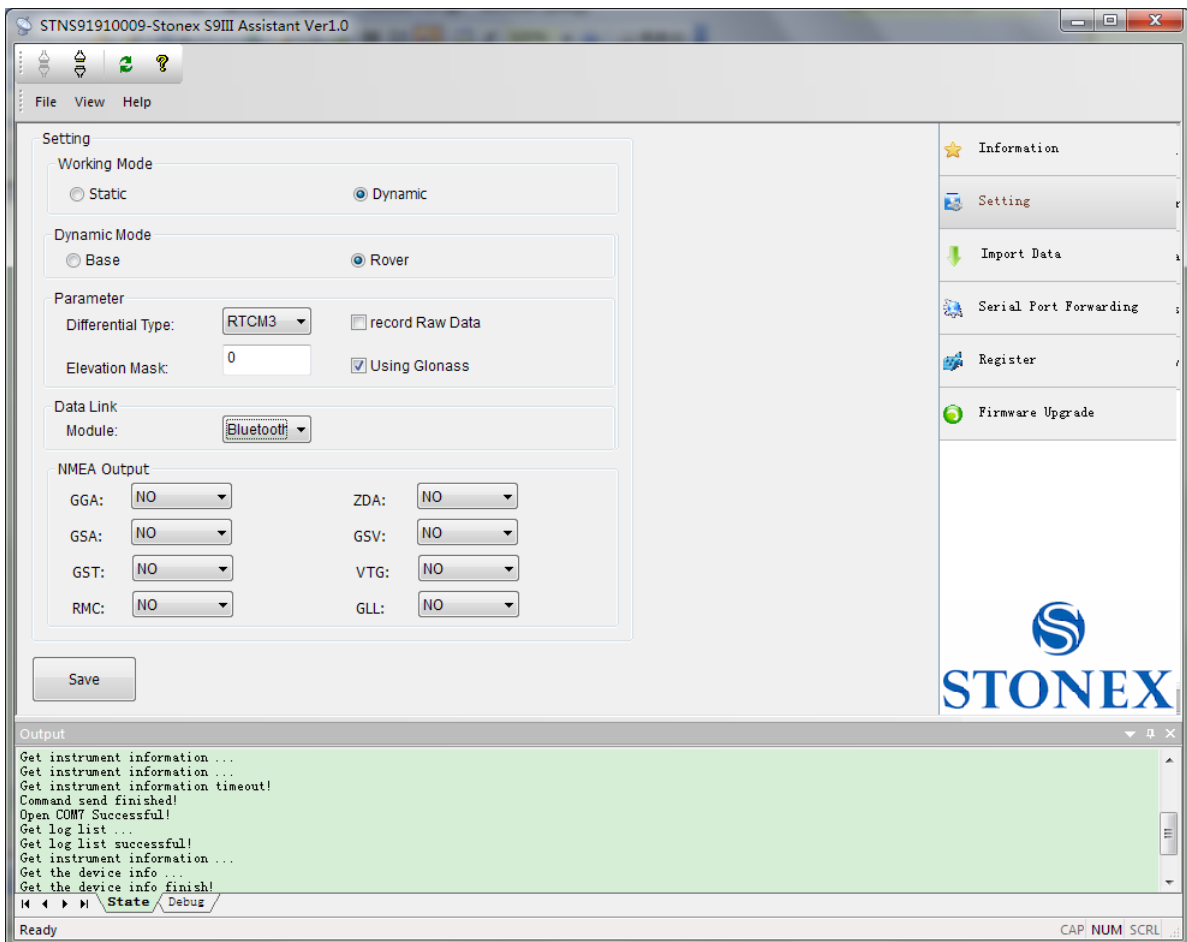 STNS91910009-Stonex S9III Assistant Ver1.0
File View Help
Setting
Working Mode
Static Dynamic
Dynamic Mode
Base Rover
Parameter
Differential Type: RTCM3 record Raw Data
Elevation Mask: 0 Using Glonass
Data Link
Module: Bluetooth
NMEA Output
GGA: NO ZDA: NO
GSA: NO GSV: NO
GST: NO VTG: NO
RMC: NO GLL: NO
Save
Information
Setting
Import Data
Serial Port Forwarding
Register
Firmware Upgrade
STONEX
Output
Get instrument information ...
Get instrument information ...
Get instrument information timeout!
Command send finished!
Open COM7 Successful!
Get log list ...
Get log list successful!
Get instrument information ...
Get the device info ...
Get the device info finish!
State Debug
Ready CAP NUM SCRL